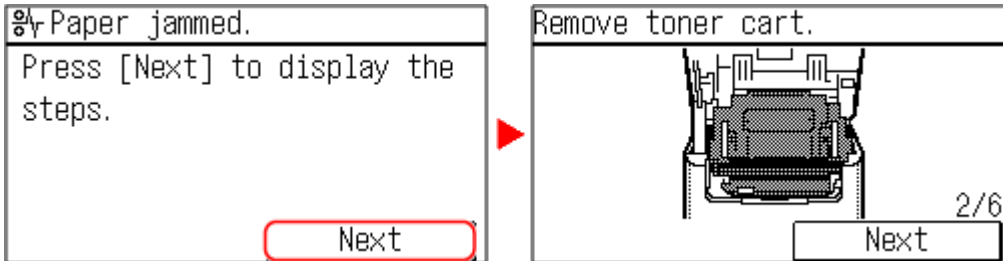 Paper jammed.
Press [Next] to display the
steps.
Next
Remove toner cart.
2/6
Next